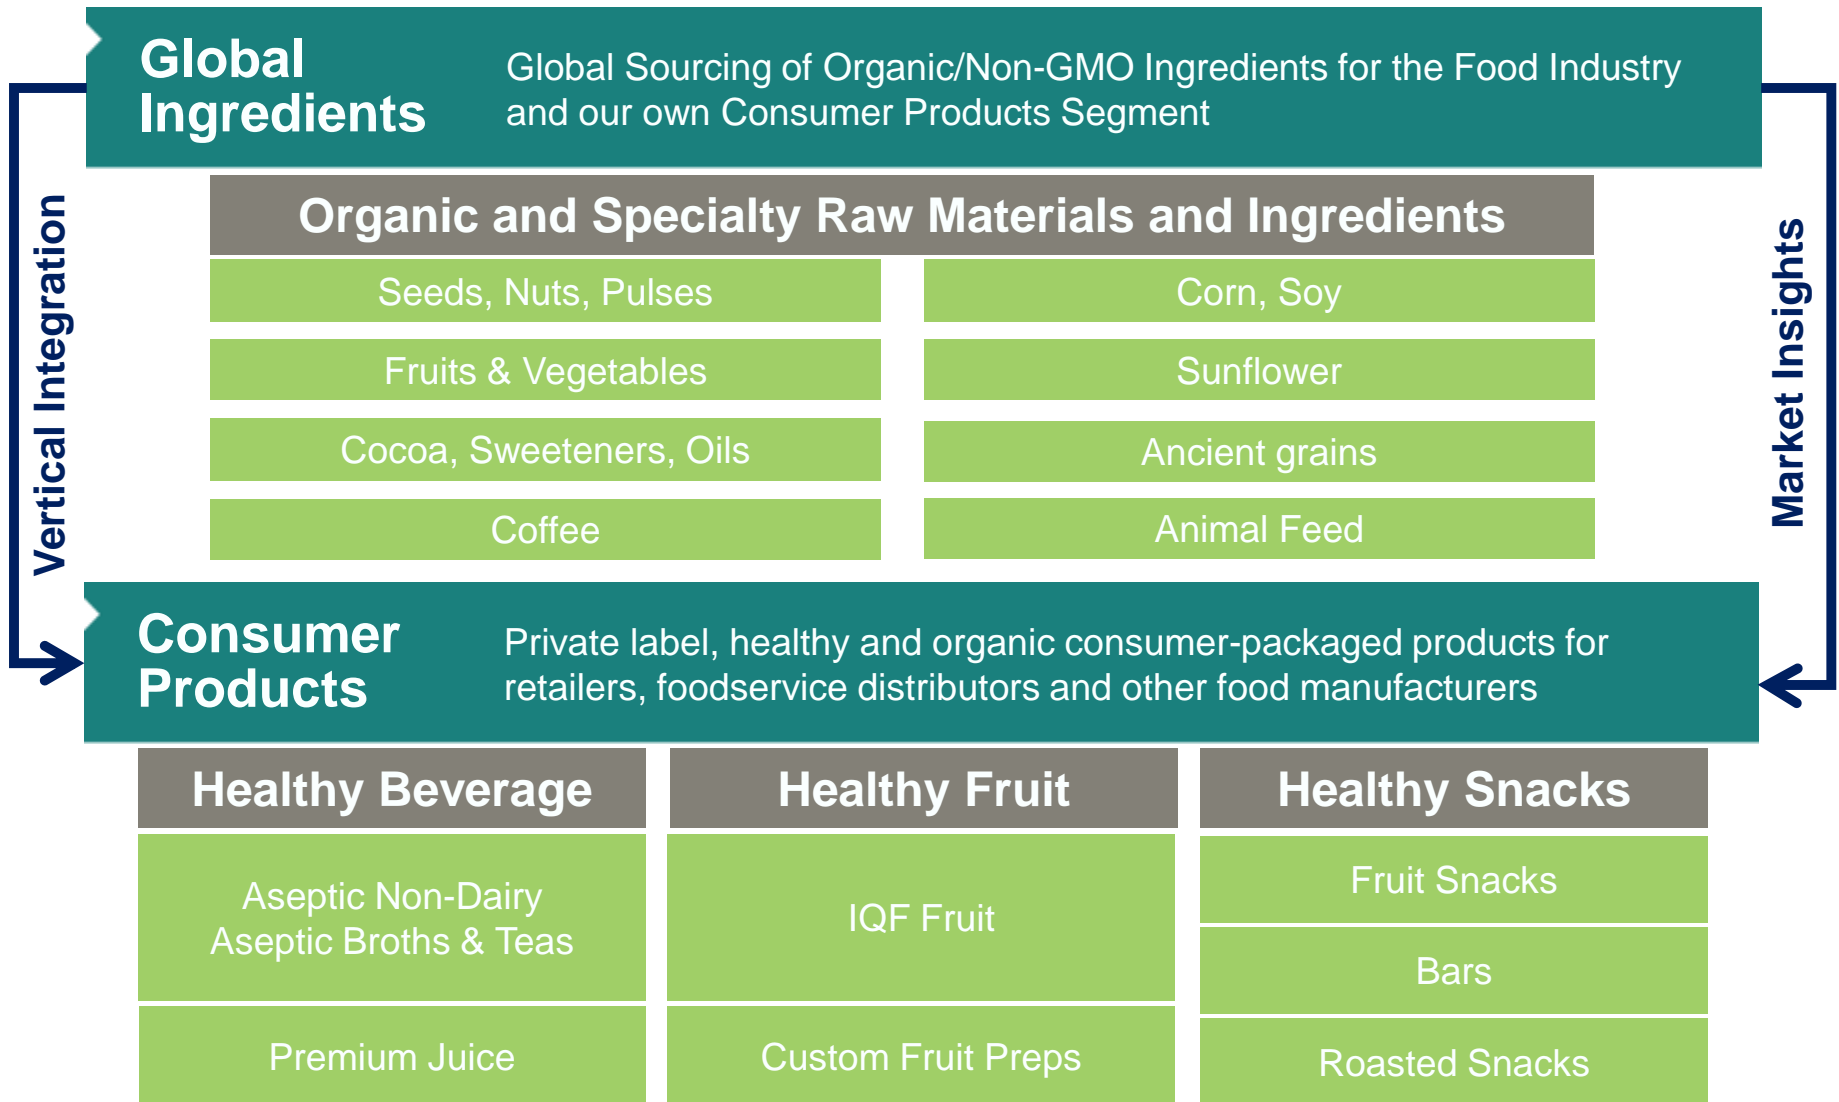 Global
Ingredients
Global Sourcing of Organic/Non-GMO Ingredients for the Food Industry
and our own Consumer Products Segment
Vertical Integration
Market Insights
Organic and Specialty Raw Materials and Ingredients
Seeds, Nuts, Pulses
Corn, Soy
Fruits & Vegetables
Sunflower
Cocoa, Sweeteners, Oils
Ancient grains
Coffee
Animal Feed
Consumer
Products
Private label, healthy and organic consumer-packaged products for
retailers, foodservice distributors and other food manufacturers
Healthy Beverage
Aseptic Non-Dairy
Aseptic Broths & Teas
Premium Juice
Healthy Fruit
IQF Fruit
Custom Fruit Preps
Healthy Snacks
Fruit Snacks
Bars
Roasted Snacks